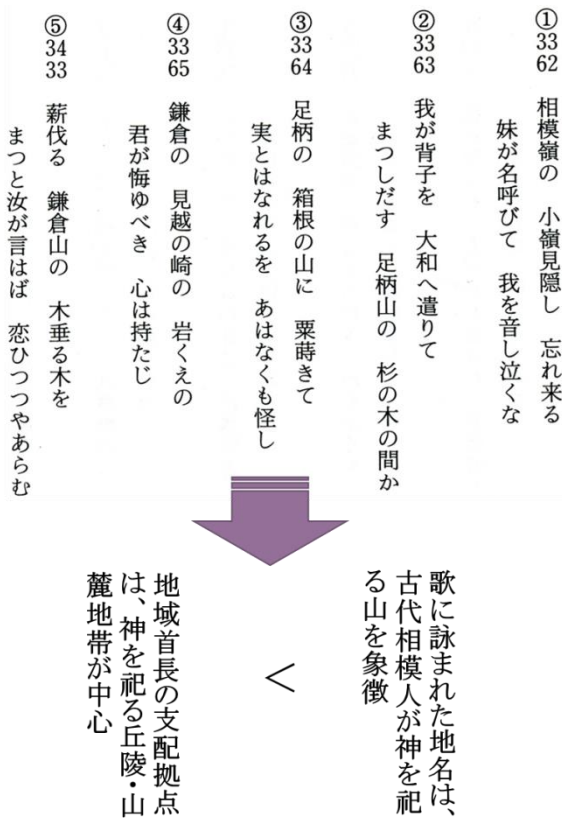 ①3362 相模嶺の 小嶺見隠し 忘れ来る
妹が名呼びて 我を音し泣くな
②3363 我が背子を 大和へ遣りて
まつしだす 足柄山の 杉の木の間か
③3364 足柄の 箱根の山に 粟蒔きて
実とはなれるを あはなくも怪し
④3365 鎌倉の 見越の崎の 岩くえの
君が悔ゆべき 心は持たじ
⑤3433 薪伐る 鎌倉山の 木垂る木を
まつと汝が言はば 恋ひつつやあらむ
歌に詠まれた地名は、
古代相模人が神を祀
る山を象徴
<
地域首長の支配拠点
は、神を祀る丘陵・山
麓地帯が中心